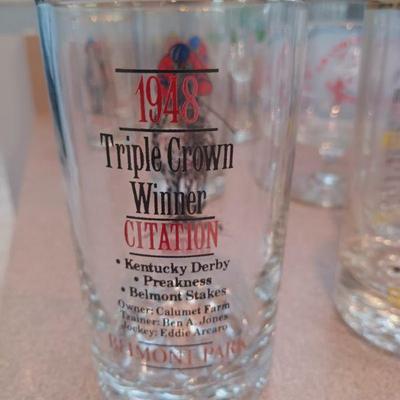 1948
Triple Crown
Winner
CITATION
• Kentucky Derby
• Preakness
• Belmont Stakes
Owner: Calumet Farm
Trainer: Ben A. Jones
Jockey: Eddie Arcaro
BELMONT PARK